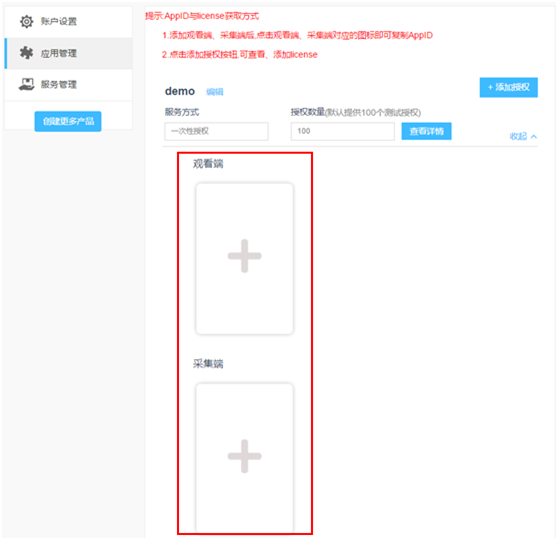 账户设置
应用管理
服务管理
创建更多产品
提示:AppID与license获取方式
1.添加观看端、采集端后,点击观看端、采集端对应的图标即可复制AppID
2.点击添加授权按钮,可查看、添加license
demo 编辑
+ 添加授权
服务方式
授权数量(默认提供100个测试授权)
一次性授权
100
查看详情
收起
观看端
采集端